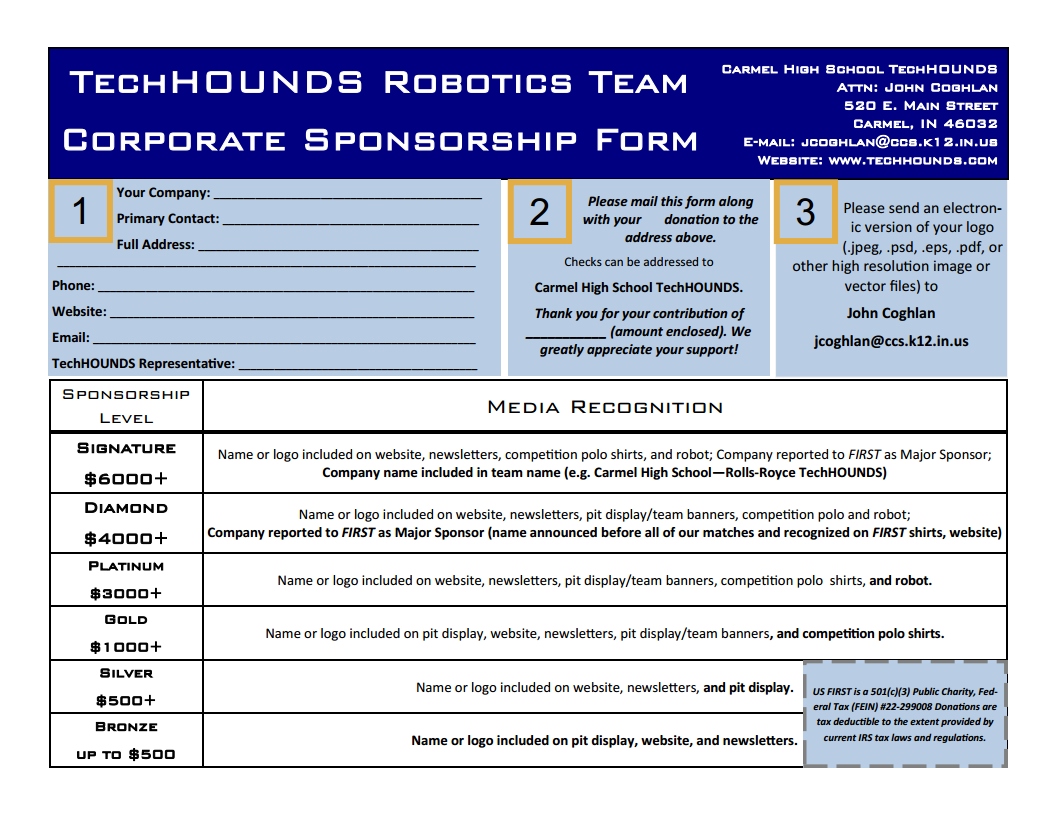 TechHOUNDS Robotics Team
Corporate Sponsorship Form
Carmel High School TechHOUNDS
Attn: John Coghlan
520 E. Main Street
Carmel, IN 46032
E-mail: jcoghlan@ccs.k12.in.us
Website: www.techhounds.com
1
Your Company: ___________________________________
Primary Contact: _________________________________
Full Address: ____________________________________
______________________________________________________
Phone: _________________________________________________
Website: _______________________________________________
Email: __________________________________________________
TechHOUNDS Representative: _______________________________
2
Please mail this form along
with your donation to the
address above.
Checks can be addressed to
Carmel High School TechHOUNDS.
Thank you for your contribution of
___________ (amount enclosed). We
greatly appreciate your support!
3
Please send an electron-
ic version of your logo
(.jpeg, .psd, .eps, .pdf, or
other high resolution image or
vector files) to
John Coghlan
jcoghlan@ccs.k12.in.us
Sponsorship
Level
Media Recognition
Signature
$6000+
Name or logo included on website, newsletters, competition polo shirts, and robot; Company reported to FIRST as Major Sponsor;
Company name included in team name (e.g. Carmel High School—Rolls-Royce TechHOUNDS)
Diamond
$4000+
Name or logo included on website, newsletters, pit display/team banners, competition polo and robot;
Company reported to FIRST as Major Sponsor (name announced before all of our matches and recognized on FIRST shirts, website)
Platinum
$3000+
Name or logo included on website, newsletters, pit display/team banners, competition polo shirts, and robot.
Gold
$1000+
Name or logo included on pit display, website, newsletters, pit display/team banners, and competition polo shirts.
Silver
$500+
Name or logo included on website, newsletters, and pit display.
Bronze
up to $500
Name or logo included on pit display, website, and newsletters.
US FIRST is a 501(c)(3) Public Charity, Fed-
eral Tax (FEIN) #22-299008 Donations are
tax deductible to the extent provided by
current IRS tax laws and regulations.